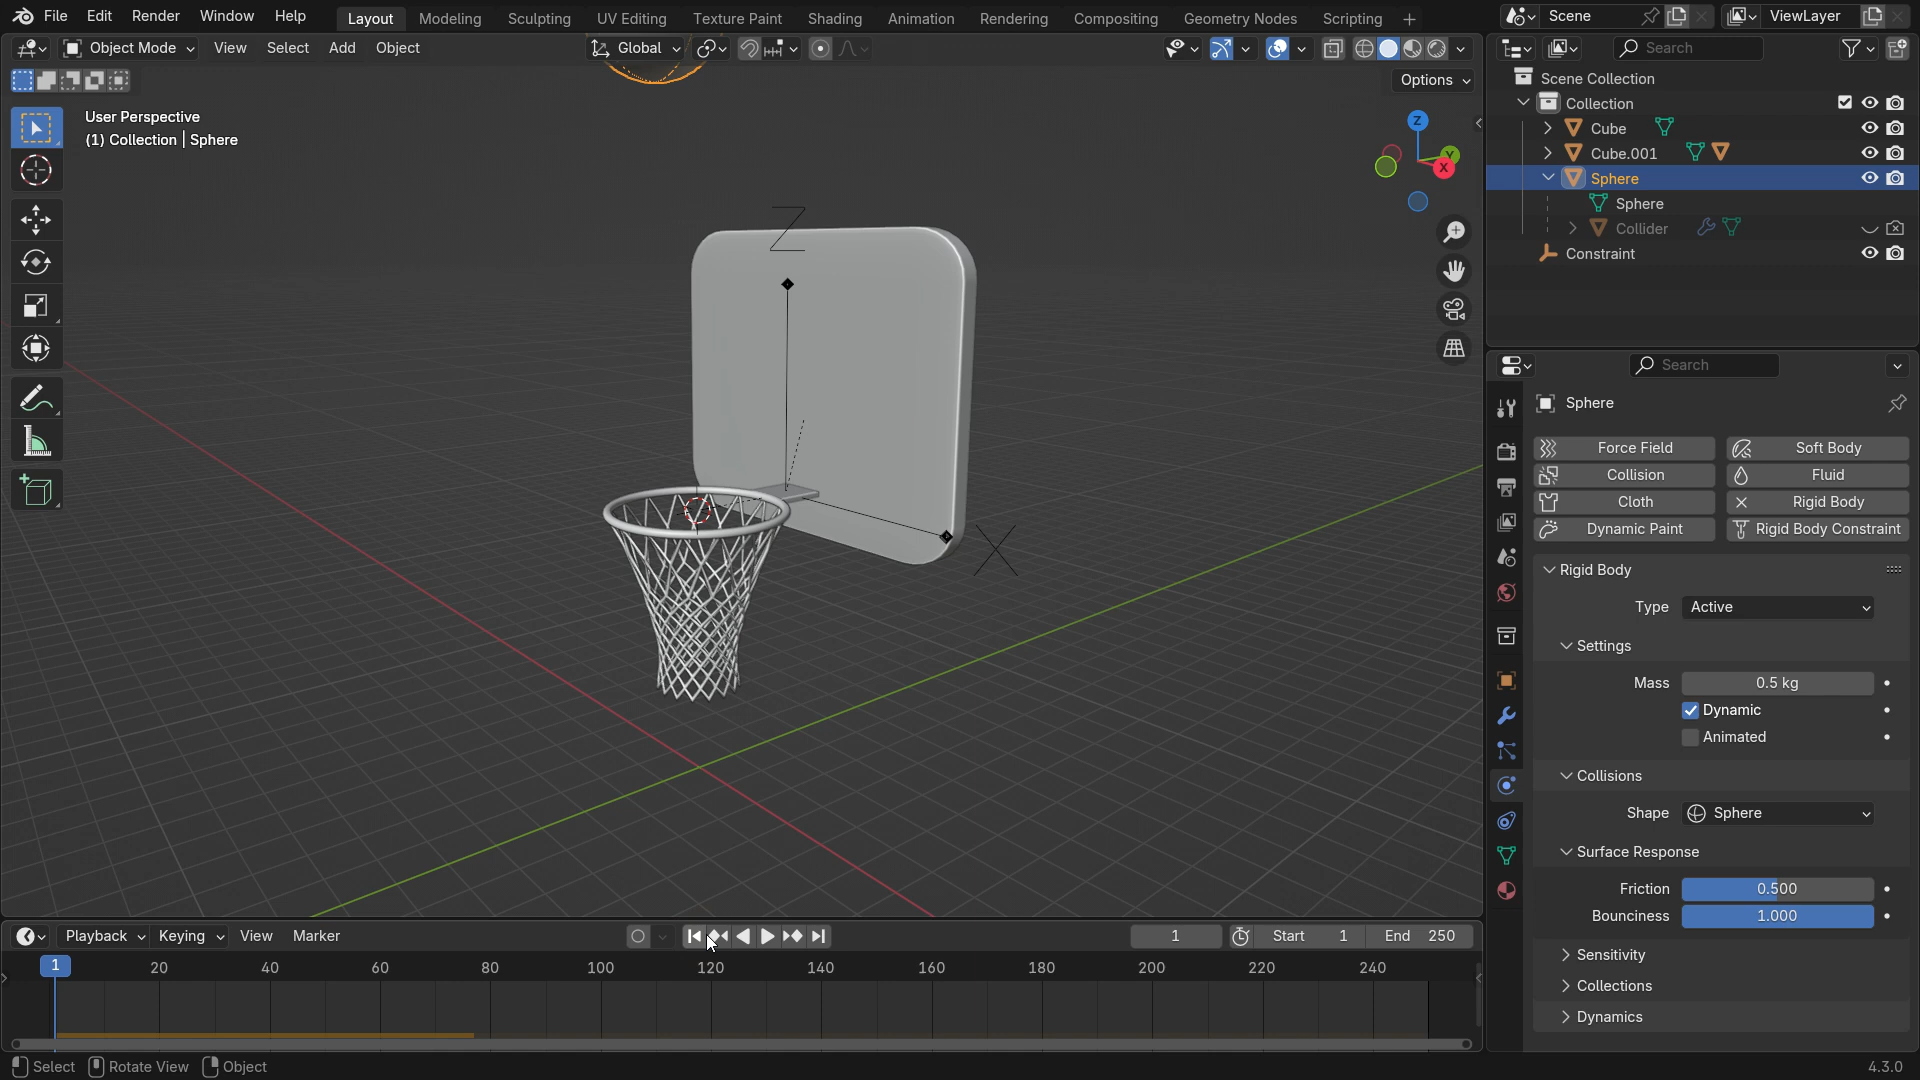 File Edit Render Window Help Layout Modeling Sculpting UV Editing Texture Paint Shading Animation Rendering Compositing Geometry Nodes Scripting + Scene ViewLayer
Object Mode View Select Add Object Global Search
Options
User Perspective
(1) Collection | Sphere
Z
Y
X
Z
X
Scene Collection
Collection
Cube
Cube.001
Sphere
Sphere
Collider
Constraint
Search
Sphere
Force Field Soft Body
Collision Fluid
Cloth Rigid Body
Dynamic Paint Rigid Body Constraint
Rigid Body
Type Active
Settings
Mass 0.5 kg
Dynamic
Animated
Collisions
Shape Sphere
Surface Response
Friction 0.500
Bounciness 1.000
Sensitivity
Collections
Dynamics
Playback Keying View Marker 1 Start 1 End 250
1 20 40 60 80 100 120 140 160 180 200 220 240
Select Rotate View Object 4.3.0